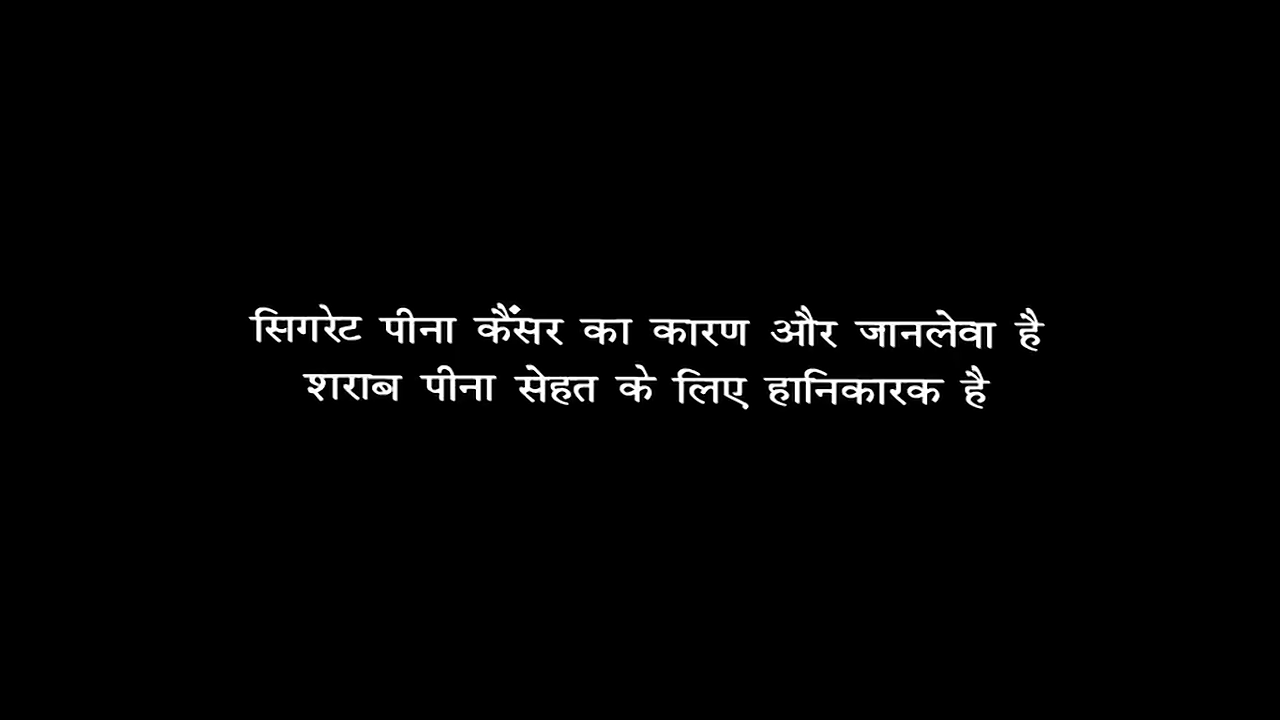 सिगरेट पीना कैंसर का कारण और जानलेवा है
शराब पीना सेहत के लिए हानिकारक है